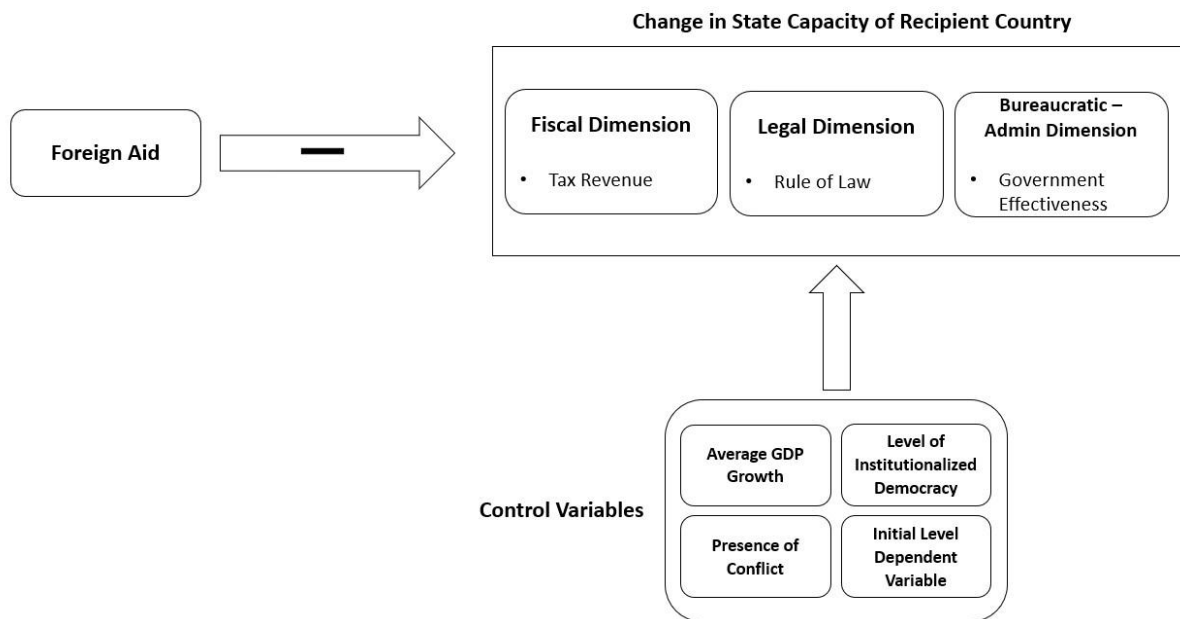 Change in State Capacity of Recipient Country
Foreign Aid
Fiscal Dimension
• Tax Revenue
Legal Dimension
• Rule of Law
Bureaucratic –
Admin Dimension
• Government
Effectiveness
Control Variables
Average GDP
Growth
Level of
Institutionalized
Democracy
Presence of
Conflict
Initial Level
Dependent
Variable